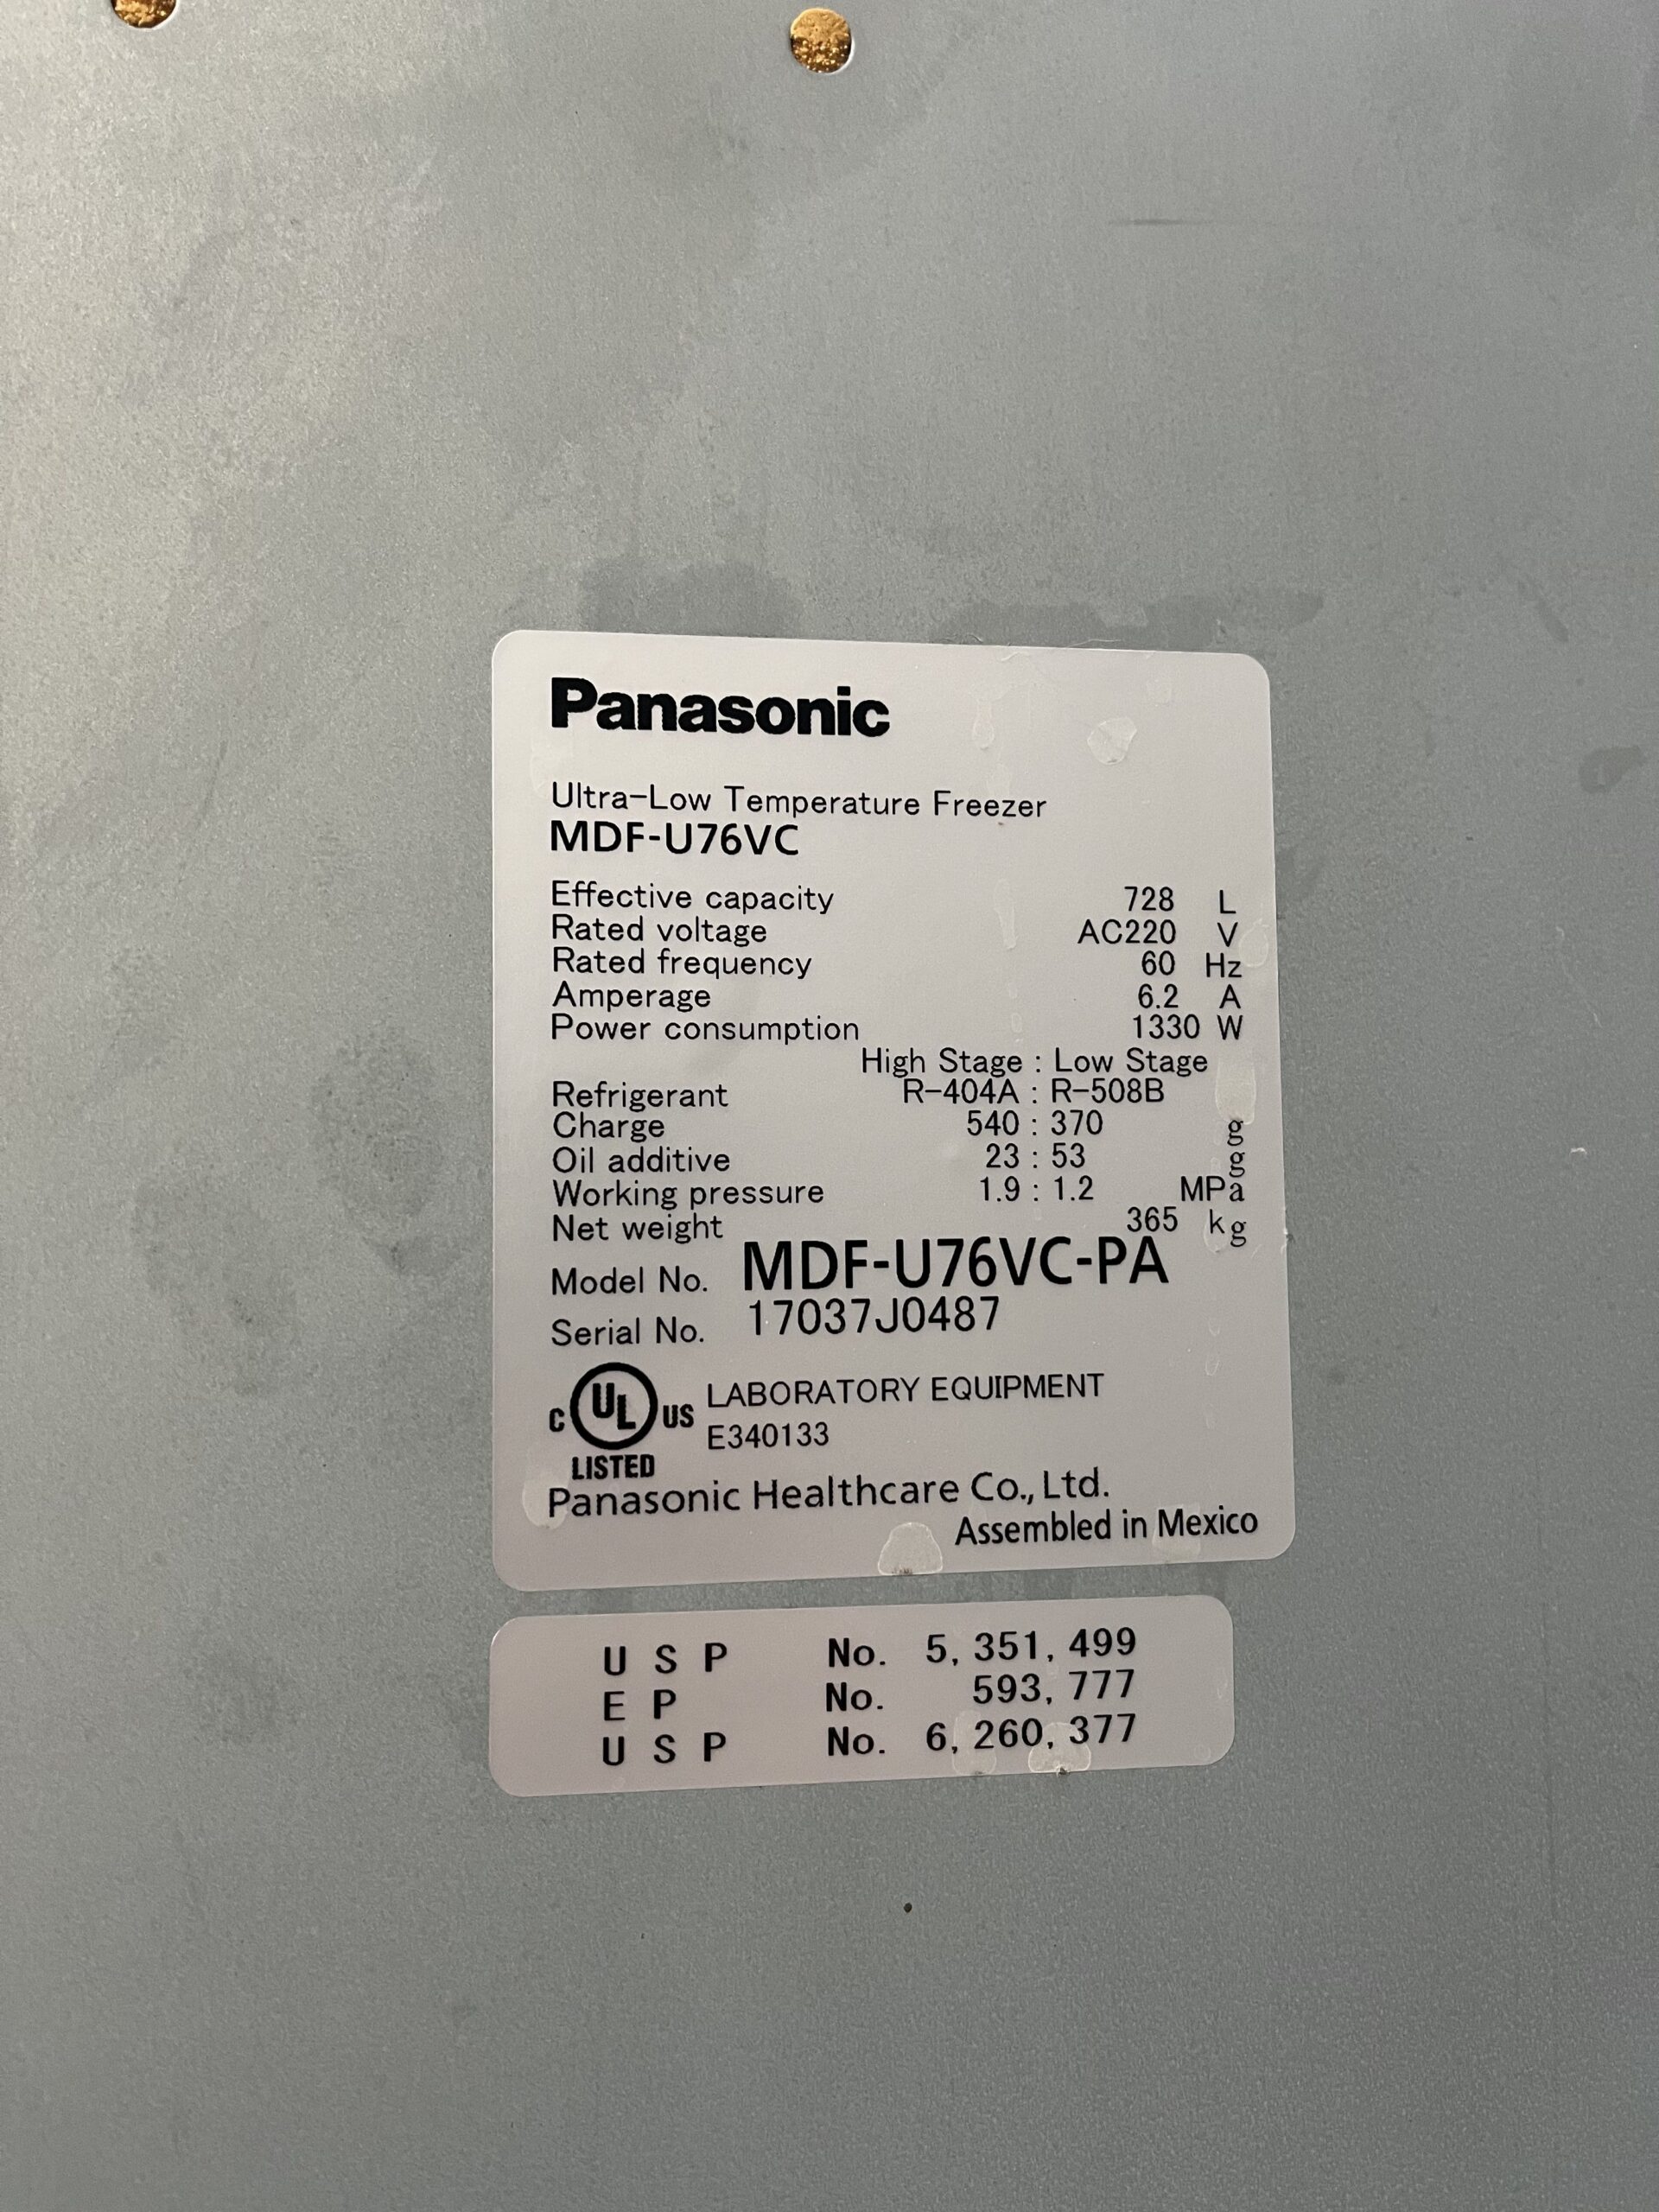 Panasonic
Ultra-Low Temperature Freezer
MDF-U76VC
Effective capacity 728 L
Rated voltage AC220 V
Rated frequency 60 Hz
Amperage 6.2 A
Power consumption 1330 W
High Stage : Low Stage
Refrigerant R-404A : R-508B
Charge 540 : 370 g
Oil additive 23 : 53 g
Working pressure 1.9 : 1.2 MPa
Net weight 365 kg
Model No. MDF-U76VC-PA
Serial No. 17037J0487
C UL US LABORATORY EQUIPMENT
E340133
LISTED
Panasonic Healthcare Co., Ltd.
Assembled in Mexico
U S P No. 5, 351, 499
E P No. 593, 777
U S P No. 6, 260, 377